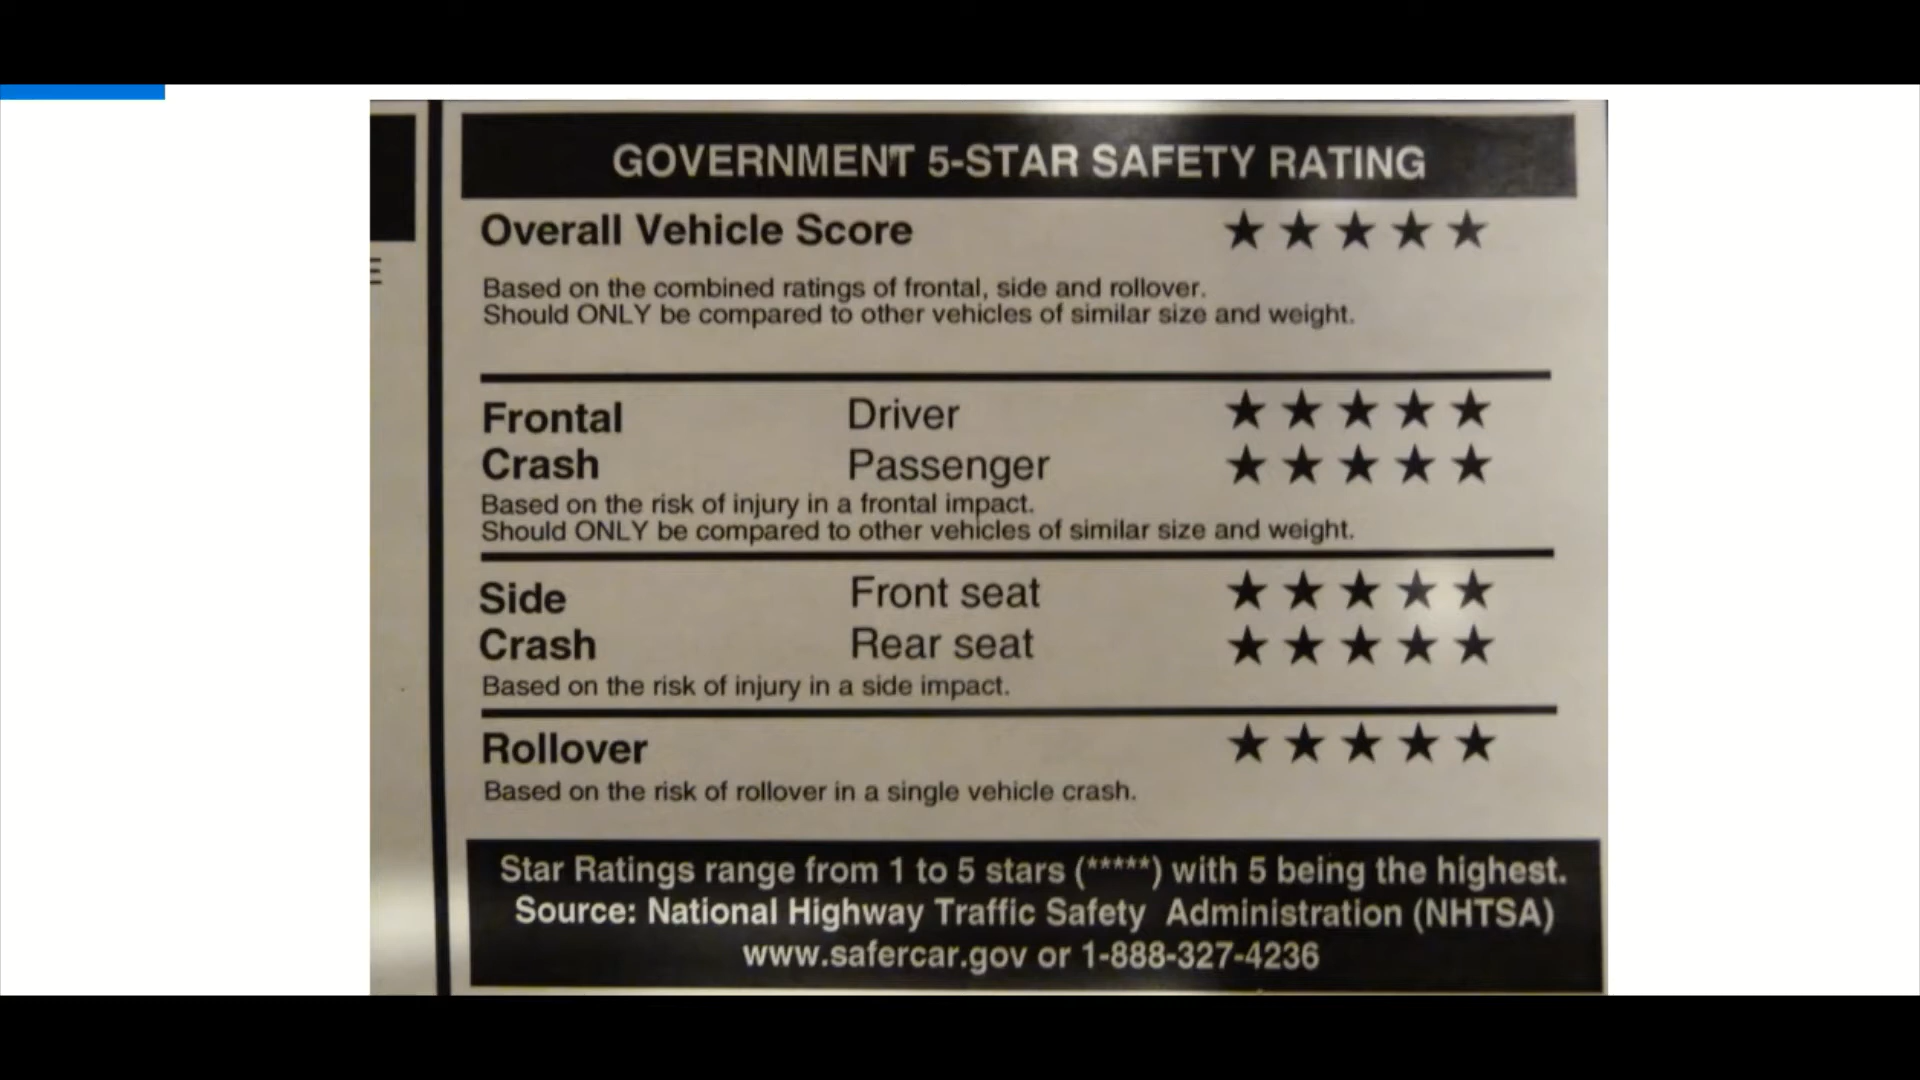 GOVERNMENT 5-STAR SAFETY RATING
Overall Vehicle Score ★★★★★
Based on the combined ratings of frontal, side and rollover.
Should ONLY be compared to other vehicles of similar size and weight.
Frontal Driver ★★★★★
Crash Passenger ★★★★★
Based on the risk of injury in a frontal impact.
Should ONLY be compared to other vehicles of similar size and weight.
Side Front seat ★★★★★
Crash Rear seat ★★★★★
Based on the risk of injury in a side impact.
Rollover ★★★★★
Based on the risk of rollover in a single vehicle crash.
Star Ratings range from 1 to 5 stars (*****) with 5 being the highest.
Source: National Highway Traffic Safety Administration (NHTSA)
www.safercar.gov or 1-888-327-4236